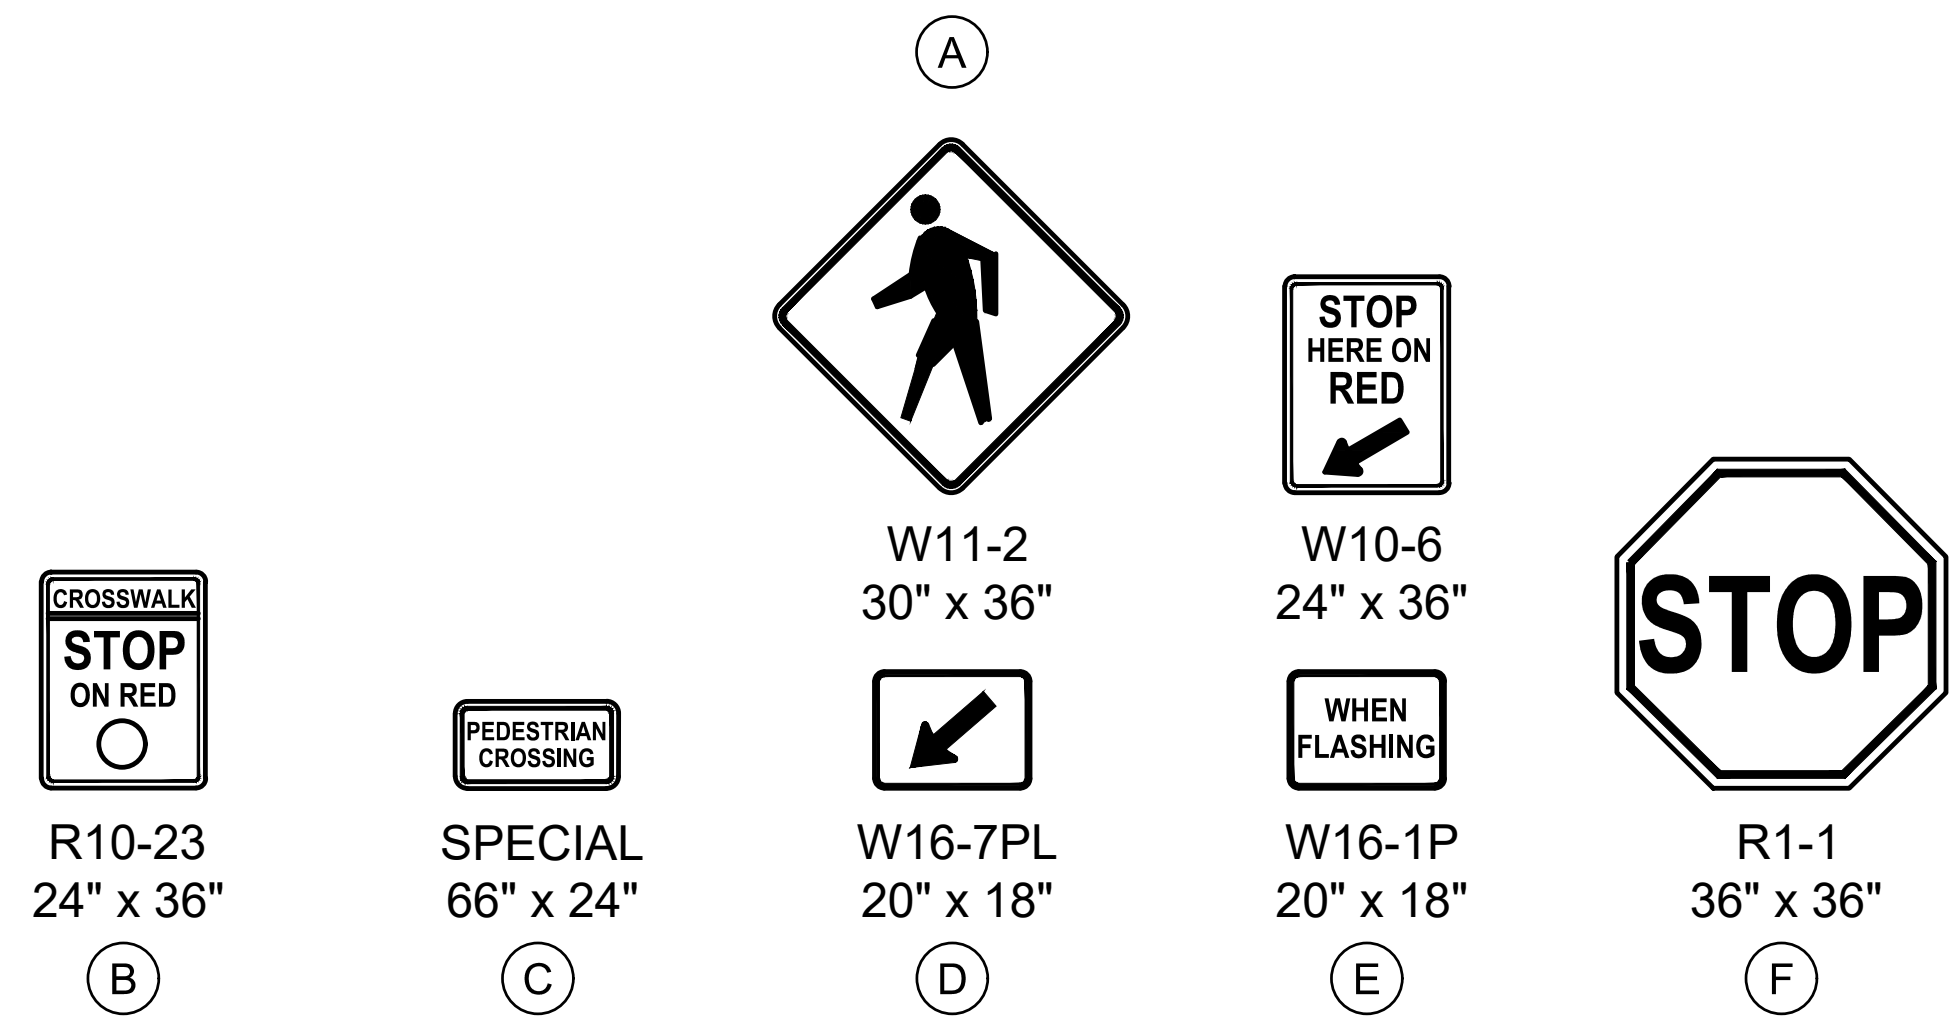 A
STOP
HERE ON
RED
W11-2
30" x 36"
W10-6
24" x 36"
CROSSWALK
STOP
ON RED
R10-23
24" x 36"
B
PEDESTRIAN
CROSSING
SPECIAL
66" x 24"
C
W16-7PL
20" x 18"
D
WHEN
FLASHING
W16-1P
20" x 18"
E
STOP
R1-1
36" x 36"
F